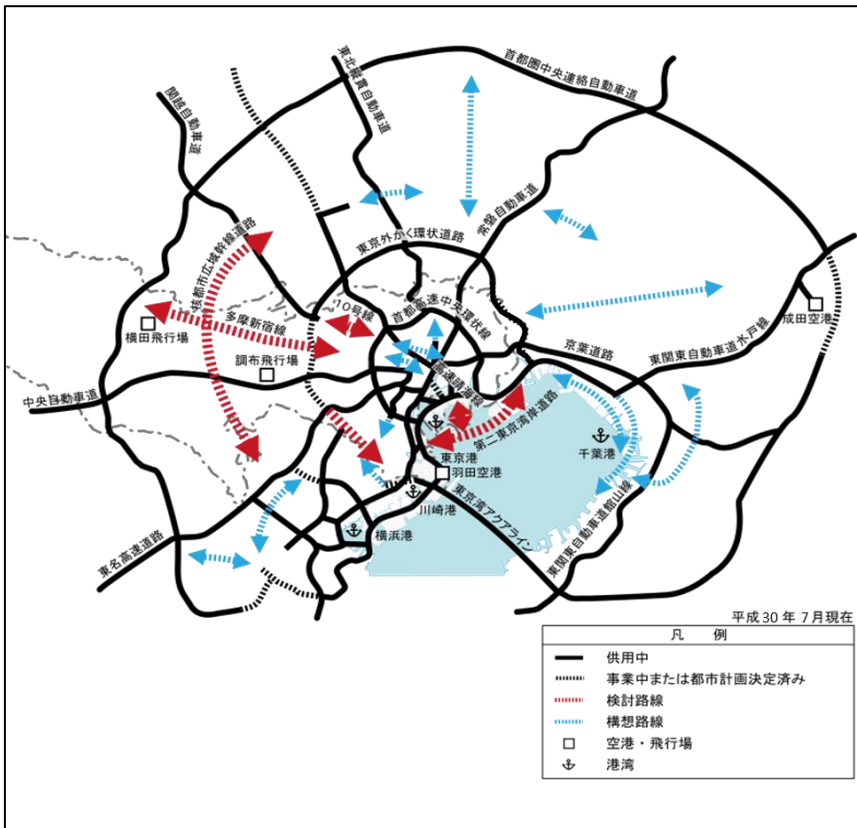 首都圏中央連絡自動車道
東北縦貫自動車道
関越自動車道
常磐自動車道
東京外かく環状道路
核都市広域幹線道路
10号線
首都高速中央環状線
多摩新宿線
横田飛行場
成田空港
京葉道路
東関東自動車道水戸線
調布飛行場
中央自動車道
高速晴海線
第二東京湾岸道路
千葉港
東京港
羽田空港
川崎港
東京湾アクアライン
横浜港
東関東自動車道館山線
東名高速道路
平成30年7月現在
凡 例
供用中
事業中または都市計画決定済み
検討路線
構想路線
空港・飛行場
港湾